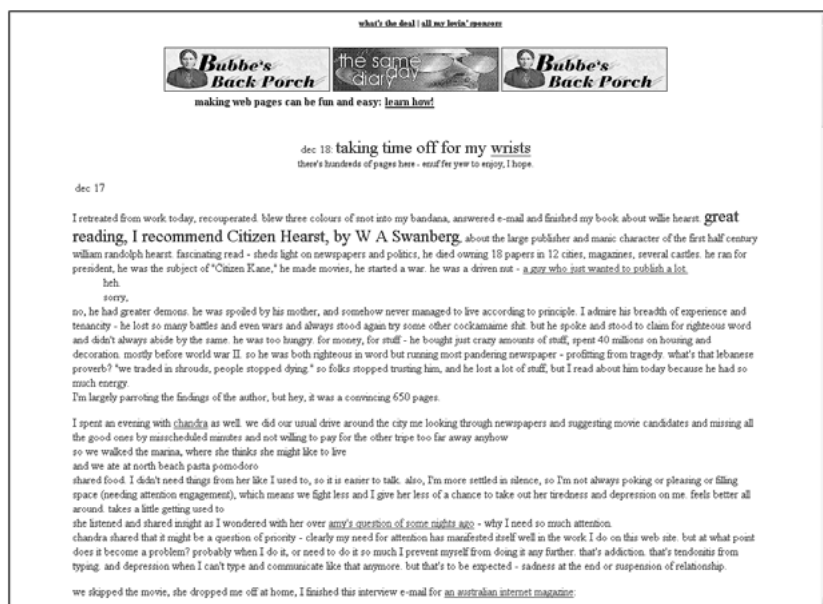 what's the deal | all my lovin' sponsors
Bubbe's Back Porch
the same day diary
Bubbe's Back Porch
making web pages can be fun and easy: learn how!
dec 18: taking time off for my wrists
there's hundreds of pages here - enuf fer yew to enjoy, I hope.
dec 17
I retreated from work today, recouperated. blew three colours of snot into my bandana, answered e-mail and finished my book about willie hearst. great
reading, I recommend Citizen Hearst, by W A Swanberg, about the large publisher and manic character of the first half century
william randolph hearst. fascinating read - sheds light on newspapers and politics, he died owning 18 papers in 12 cities, magazines, several castles. he ran for
president, he was the subject of "Citizen Kane," he made movies, he started a war. he was a driven nut - a guy who just wanted to publish a lot.
heh.
sorry,
no, he had greater demons. he was spoiled by his mother, and somehow never managed to live according to principle. I admire his breadth of experience and
tenancity - he lost so many battles and even wars and always stood again try some other cockamaime shit. but he spoke and stood to claim for righteous word
and didn't always abide by the same. he was too hungry. for money, for stuff - he bought just crazy amounts of stuff, spent 40 millions on housing and
decoration. mostly before world war II. so he was both righteous in word but running most pandering newspaper - profitting from tragedy. what's that lebanese
proverb? "we traded in shrouds, people stopped dying." so folks stopped trusting him, and he lost a lot of stuff, but I read about him today because he had so
much energy.
I'm largely parroting the findings of the author, but hey, it was a convincing 650 pages.
I spent an evening with chandra as well. we did our usual drive around the city me looking through newspapers and suggesting movie candidates and missing all
the good ones by misscheduled minutes and not willing to pay for the other tripe too far away anyhow
so we walked the marina, where she thinks she might like to live
and we ate at north beach pasta pomodoro
shared food. I didn't need things from her like I used to, so it is easier to talk. also, I'm more settled in silence, so I'm not always poking or pleasing or filling
space (needing attention engagement), which means we fight less and I give her less of a chance to take out her tiredness and depression on me. feels better all
around. takes a little getting used to
she listened and shared insight as I wondered with her over amy's question of some nights ago - why I need so much attention.
chandra shared that it might be a question of priority - clearly my need for attention has manifested itself well in the work I do on this web site. but at what point
does it become a problem? probably when I do it, or need to do it so much I prevent myself from doing it any further. that's addiction. that's tendonitis from
typing. and depression when I can't type and communicate like that anymore. but that's to be expected - sadness at the end or suspension of relationship.
we skipped the movie, she dropped me off at home, I finished this interview e-mail for an australian internet magazine: